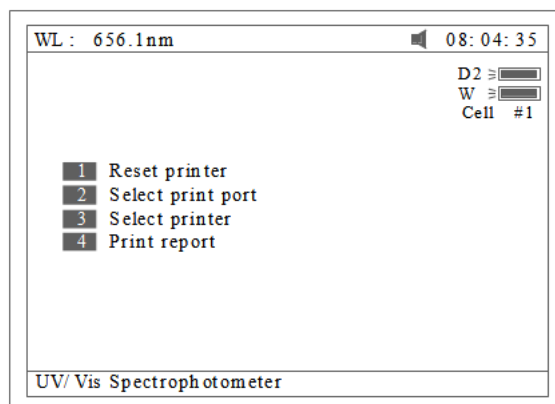 WL: 656.1nm 08:04:35
D2
W
Cell #1
1 Reset printer
2 Select print port
3 Select printer
4 Print report
UV/Vis Spectrophotometer